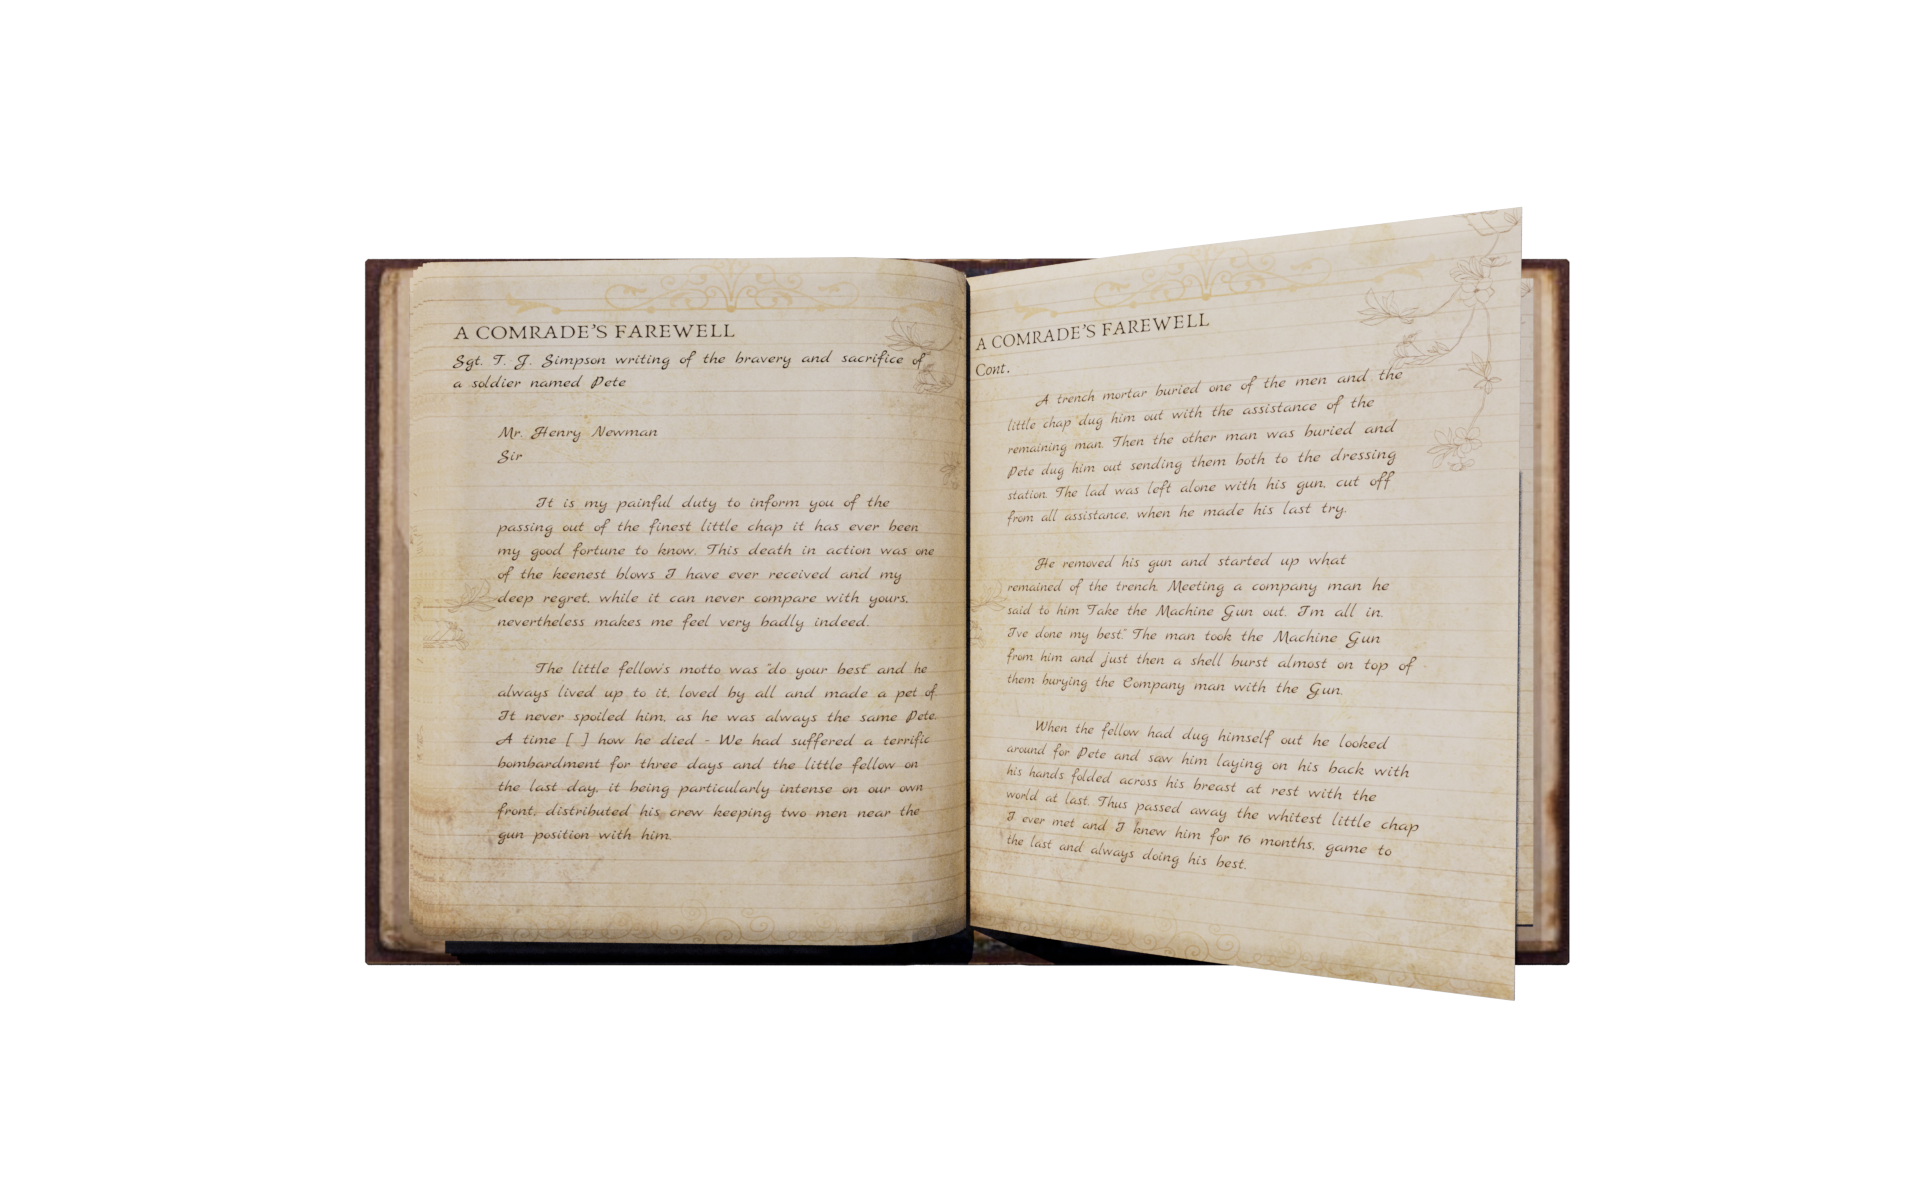 A COMRADE'S FAREWELL
Sgt. T. J. Simpson writing of the bravery and sacrifice of
a soldier named Pete
Mr. Henry Newman
Sir
It is my painful duty to inform you of the
passing out of the finest little chap it has ever been
my good fortune to know. This death in action was one
of the keenest blows I have ever received and my
deep regret, while it can never compare with yours,
nevertheless makes me feel very badly indeed.
The little fellow's motto was "do your best" and he
always lived up to it, loved by all and made a pet of.
It never spoiled him, as he was always the same Pete.
A time [ ] how he died - We had suffered a terrific
bombardment for three days and the little fellow on
the last day, it being particularly intense on our own
front, distributed his crew keeping two men near the
gun position with him.
A COMRADE'S FAREWELL
Cont.
A trench mortar buried one of the men and the
little chap dug him out with the assistance of the
remaining man. Then the other man was buried and
Pete dug him out sending them both to the dressing
station. The lad was left alone with his gun, cut off
from all assistance, when he made his last try.
He removed his gun and started up what
remained of the trench. Meeting a company man he
said to him Take the Machine Gun out. I'm all in.
I've done my best." The man took the Machine Gun
from him and just then a shell burst almost on top of
them burying the Company man with the Gun.
When the fellow had dug himself out he looked
around for Pete and saw him laying on his back with
his hands folded across his breast at rest with the
world at last. Thus passed away the whitest little chap
I ever met and I knew him for 16 months, game to
the last and always doing his best.